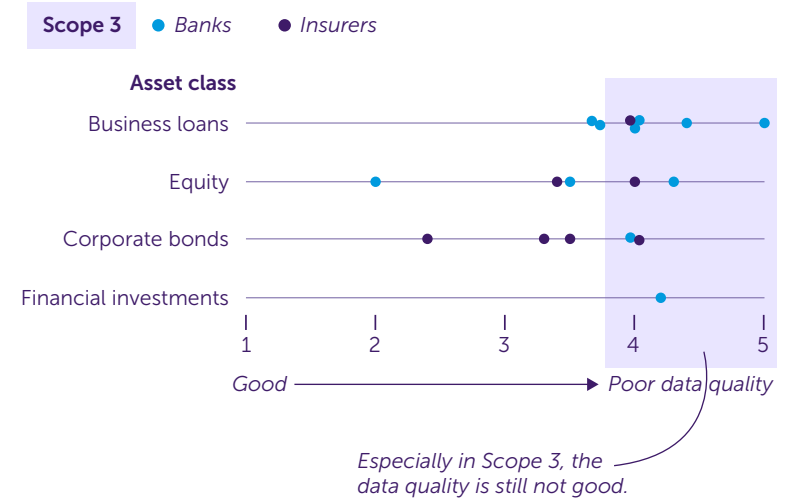 Scope 3 Banks Insurers
Asset class
Business loans
Equity
Corporate bonds
Financial investments
1 2 3 4 5
Good Poor data quality
Especially in Scope 3, the
data quality is still not good.